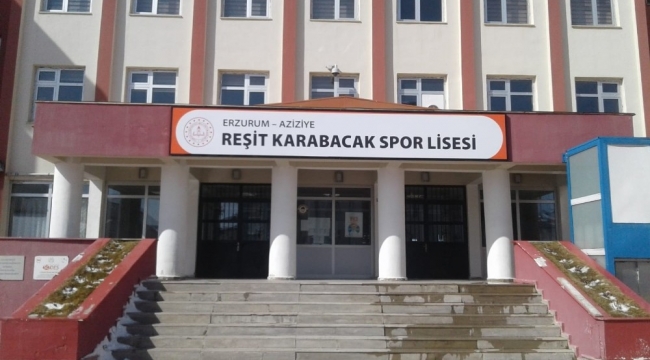 ERZURUM – AZİZİYE
REŞİT KARABACAK SPOR LİSESİ